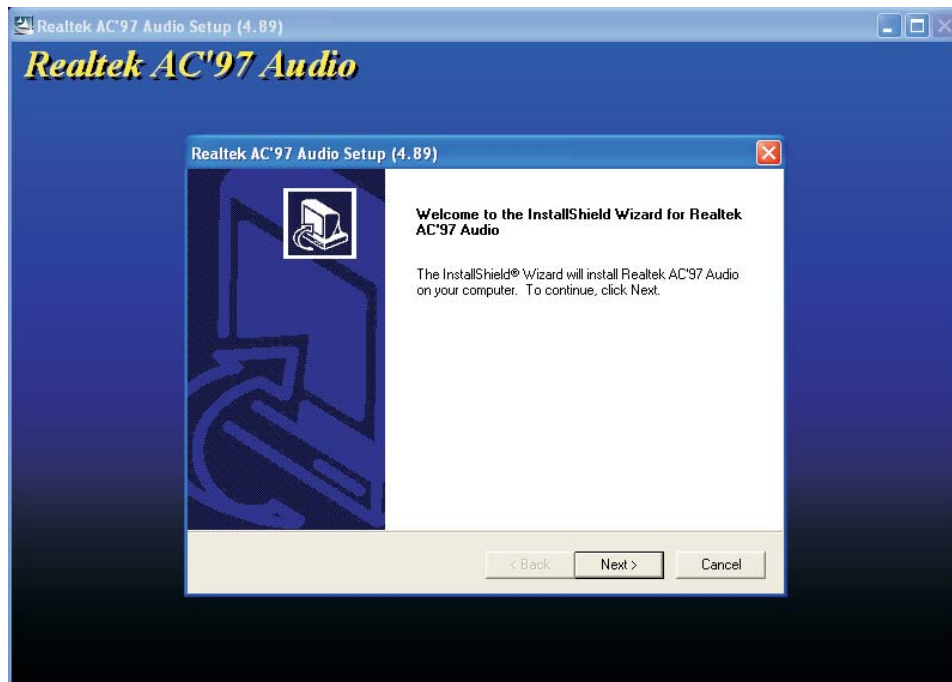 Realtek AC'97 Audio Setup (4.89)
Realtek AC'97 Audio
Realtek AC'97 Audio Setup (4.89)
Welcome to the InstallShield Wizard for Realtek
AC'97 Audio
The InstallShield® Wizard will install Realtek AC'97 Audio
on your computer. To continue, click Next.
< Back
Next >
Cancel